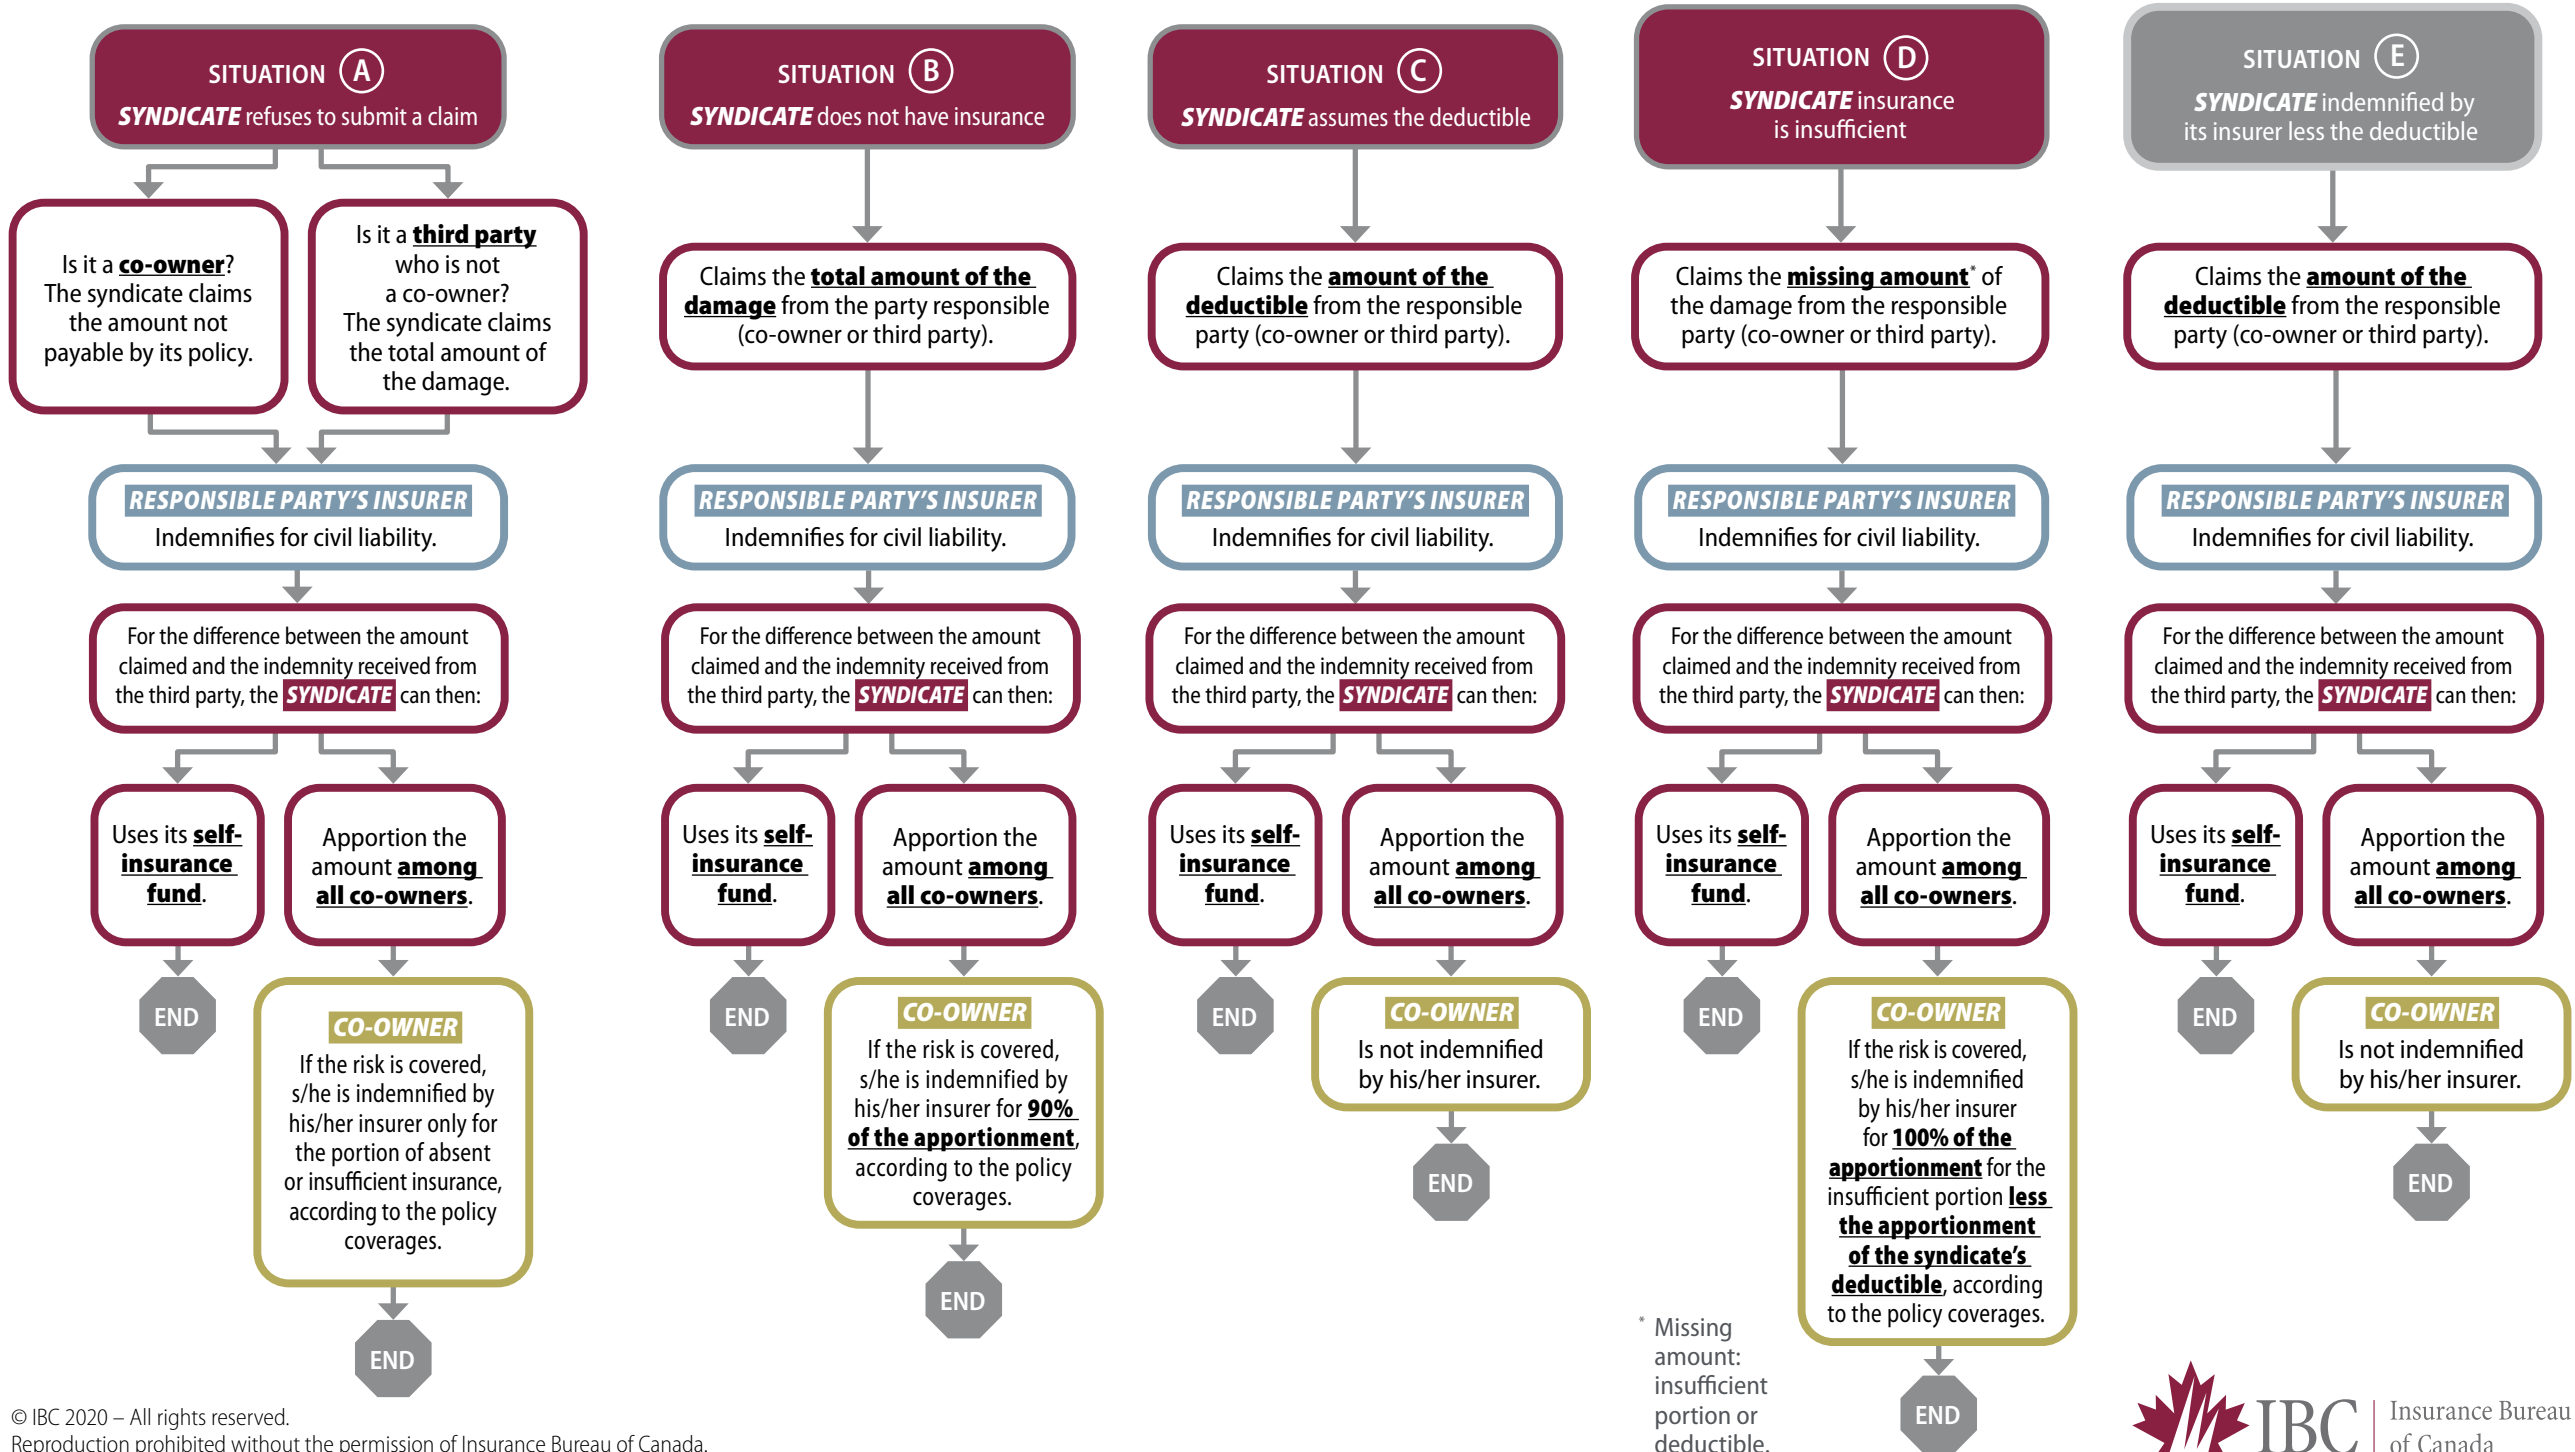 SITUATION A
SYNDICATE refuses to submit a claim
Is it a co-owner?
The syndicate claims
the amount not
payable by its policy.
Is it a third party
who is not
a co-owner?
The syndicate claims
the total amount of
the damage.
RESPONSIBLE PARTY'S INSURER
Indemnifies for civil liability.
For the difference between the amount
claimed and the indemnity received from
the third party, the SYNDICATE can then:
Uses its self-
insurance
fund.
END
Apportion the
amount among
all co-owners.
CO-OWNER
If the risk is covered,
s/he is indemnified by
his/her insurer only for
the portion of absent
or insufficient insurance,
according to the policy
coverages.
END
SITUATION B
SYNDICATE does not have insurance
Claims the total amount of the
damage from the party responsible
(co-owner or third party).
RESPONSIBLE PARTY'S INSURER
Indemnifies for civil liability.
For the difference between the amount
claimed and the indemnity received from
the third party, the SYNDICATE can then:
Uses its self-
insurance
fund.
END
Apportion the
amount among
all co-owners.
CO-OWNER
If the risk is covered,
s/he is indemnified by
his/her insurer for 90%
of the apportionment,
according to the policy
coverages.
END
SITUATION C
SYNDICATE assumes the deductible
Claims the amount of the
deductible from the responsible
party (co-owner or third party).
RESPONSIBLE PARTY'S INSURER
Indemnifies for civil liability.
For the difference between the amount
claimed and the indemnity received from
the third party, the SYNDICATE can then:
Uses its self-
insurance
fund.
END
Apportion the
amount among
all co-owners.
CO-OWNER
Is not indemnified
by his/her insurer.
END
SITUATION D
SYNDICATE insurance
is insufficient
Claims the missing amount* of
the damage from the responsible
party (co-owner or third party).
RESPONSIBLE PARTY'S INSURER
Indemnifies for civil liability.
For the difference between the amount
claimed and the indemnity received from
the third party, the SYNDICATE can then:
Uses its self-
insurance
fund.
END
Apportion the
amount among
all co-owners.
CO-OWNER
If the risk is covered,
s/he is indemnified
by his/her insurer
for 100% of the
apportionment for the
insufficient portion less
the apportionment
of the syndicate's
deductible, according
to the policy coverages.
END
* Missing
amount:
insufficient
portion or
deductible.
SITUATION E
SYNDICATE indemnified by
its insurer less the deductible
Claims the amount of the
deductible from the responsible
party (co-owner or third party).
RESPONSIBLE PARTY'S INSURER
Indemnifies for civil liability.
For the difference between the amount
claimed and the indemnity received from
the third party, the SYNDICATE can then:
Uses its self-
insurance
fund.
END
Apportion the
amount among
all co-owners.
CO-OWNER
Is not indemnified
by his/her insurer.
END
© IBC 2020 – All rights reserved.
Reproduction prohibited without the permission of Insurance Bureau of Canada.
IBC
Insurance Bureau
of Canada